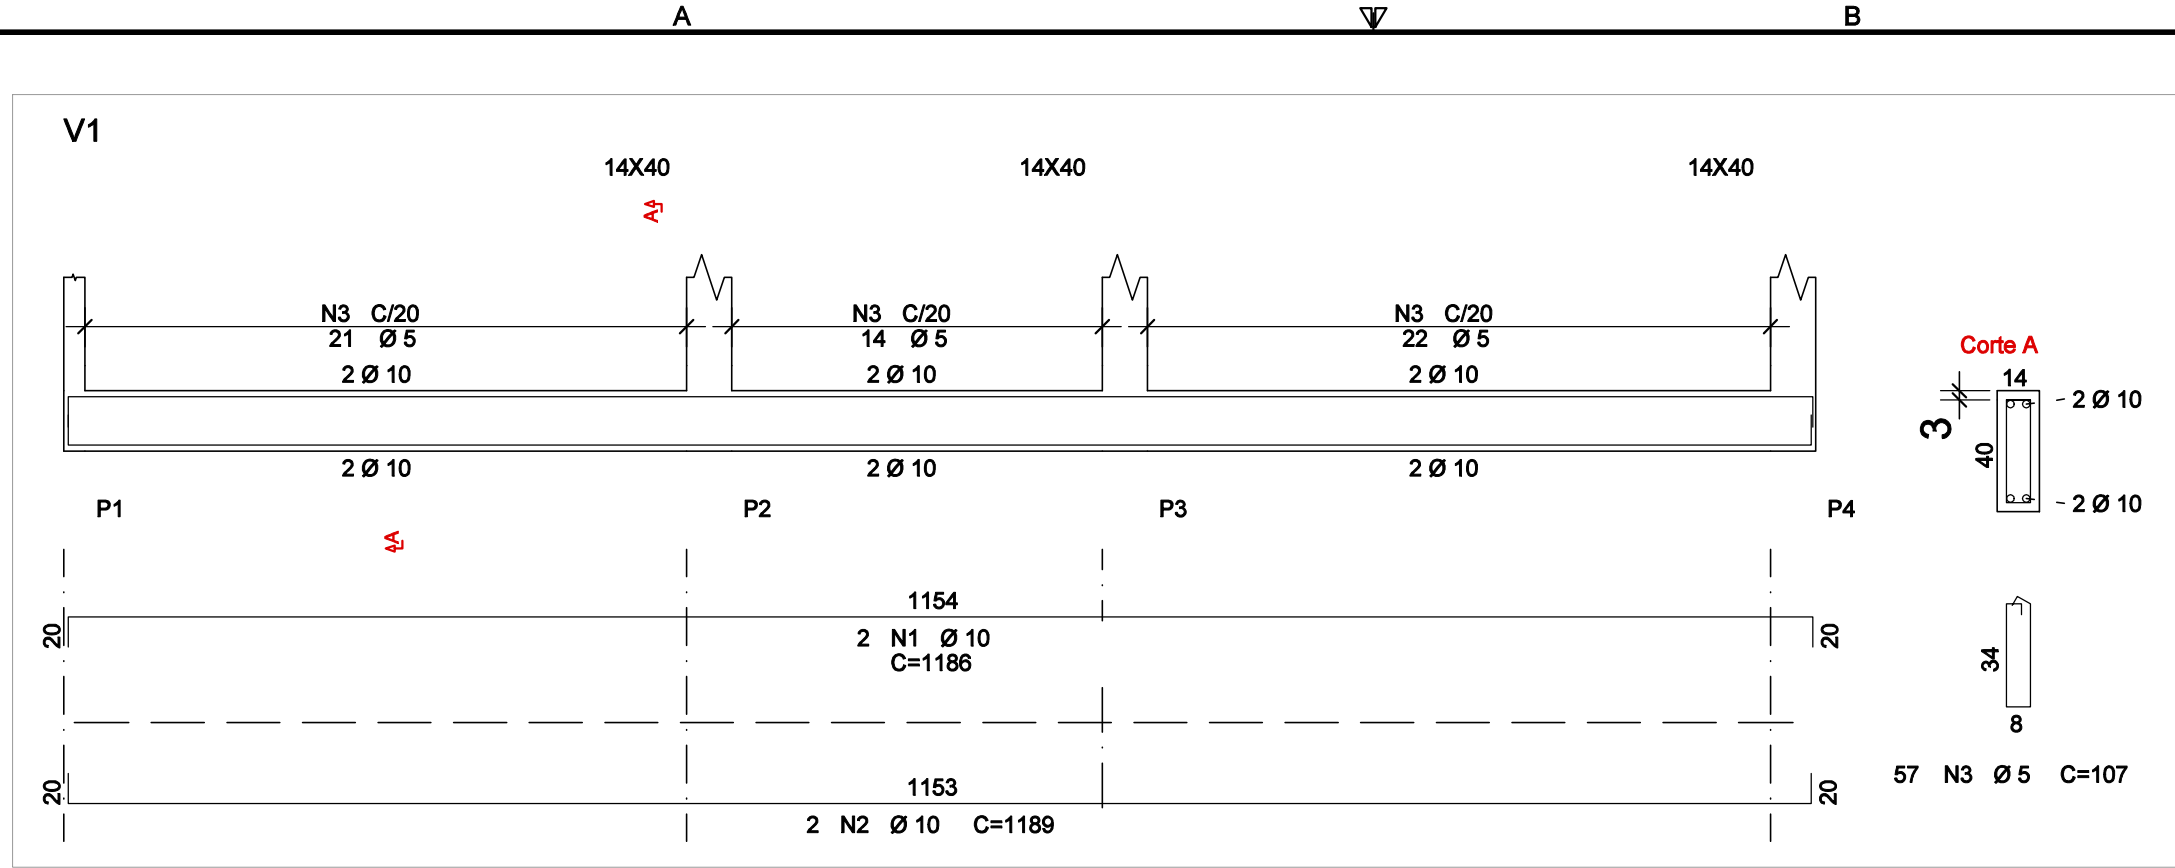 A B
V1
14X40 14X40 14X40
A
N3 C/20 N3 C/20 N3 C/20
21 Ø 5 14 Ø 5 22 Ø 5
2 Ø 10 2 Ø 10 2 Ø 10
2 Ø 10 2 Ø 10 2 Ø 10
P1 P2 P3 P4
A
Corte A
14
3
40
2 Ø 10
2 Ø 10
1154
20 20
2 N1 Ø 10
C=1186
1153
20 20
2 N2 Ø 10 C=1189
34
8
57 N3 Ø 5 C=107